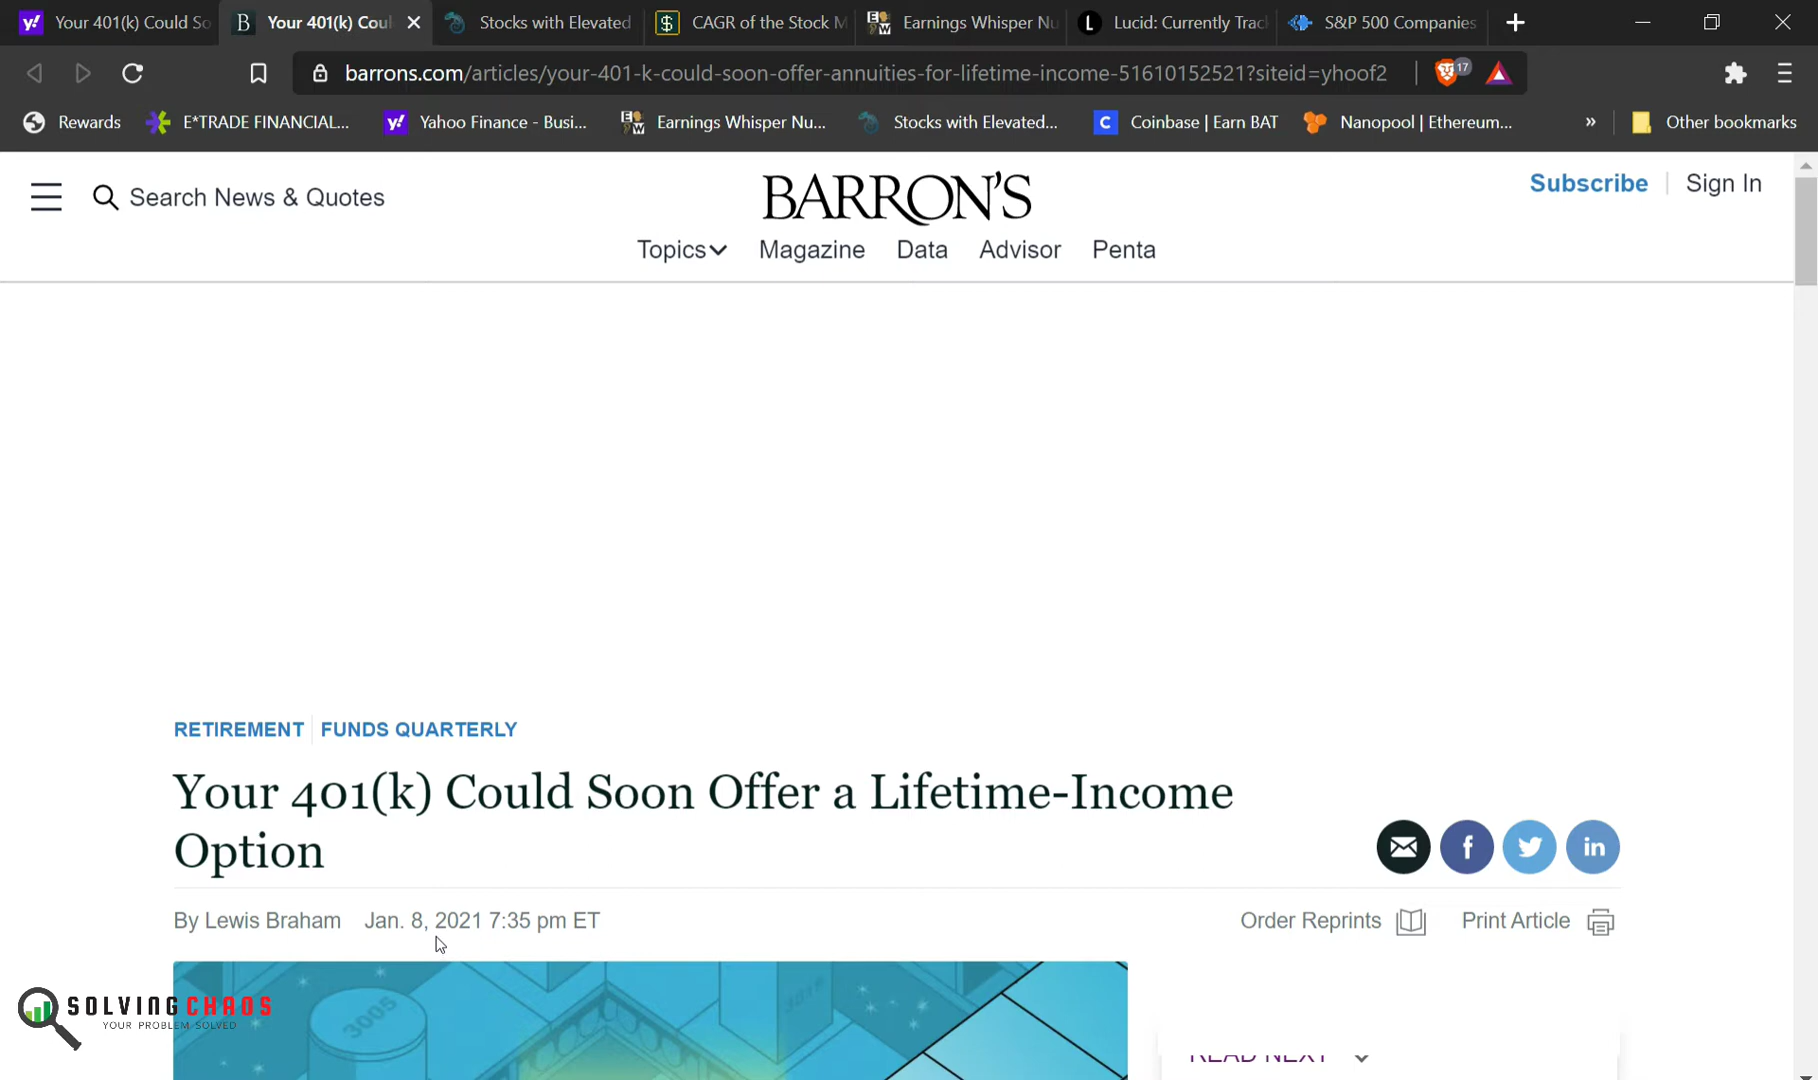 Your 401(k) Could So
Your 401(k) Coul
Stocks with Elevated
CAGR of the Stock M
Earnings Whisper Nu
Lucid: Currently Trac
S&P 500 Companies
barrons.com/articles/your-401-k-could-soon-offer-annuities-for-lifetime-income-51610152521?siteid=yhoof2
17
Rewards
E*TRADE FINANCIAL...
Yahoo Finance - Busi...
Earnings Whisper Nu...
Stocks with Elevated...
Coinbase | Earn BAT
Nanopool | Ethereum...
»
Other bookmarks
Search News & Quotes
BARRON'S
Subscribe
Sign In
Topics
Magazine
Data
Advisor
Penta
RETIREMENT
FUNDS QUARTERLY
Your 401(k) Could Soon Offer a Lifetime-Income
Option
By Lewis Braham Jan. 8, 2021 7:35 pm ET
Order Reprints
Print Article
3005
SOLVINGCHAOS
YOUR PROBLEM SOLVED
READ NEXT